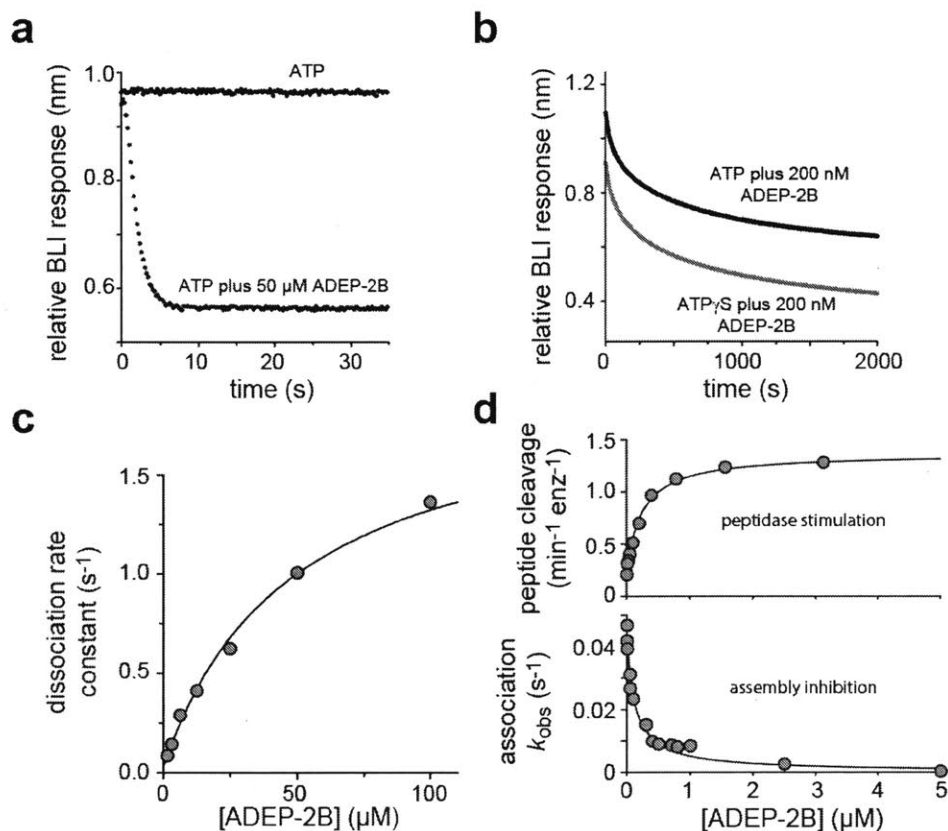 a
relative BLI response (nm)
1.0
0.8
0.6
ATP
ATP plus 50 µM ADEP-2B
0
10
20
30
time (s)
b
relative BLI response (nm)
1.2
0.8
0.4
ATP plus 200 nM
ADEP-2B
ATPγS plus 200 nM
ADEP-2B
0
1000
2000
time (s)
c
dissociation rate
constant (s-1)
1.5
1.0
0.5
0.0
0
50
100
[ADEP-2B] (µM)
d
peptide cleavage
(min-1 enz-1)
1.5
1.0
0.5
0
peptidase stimulation
association
kobs (s-1)
0.04
0.02
0
assembly inhibition
0
1
2
3
4
5
[ADEP-2B] (µM)